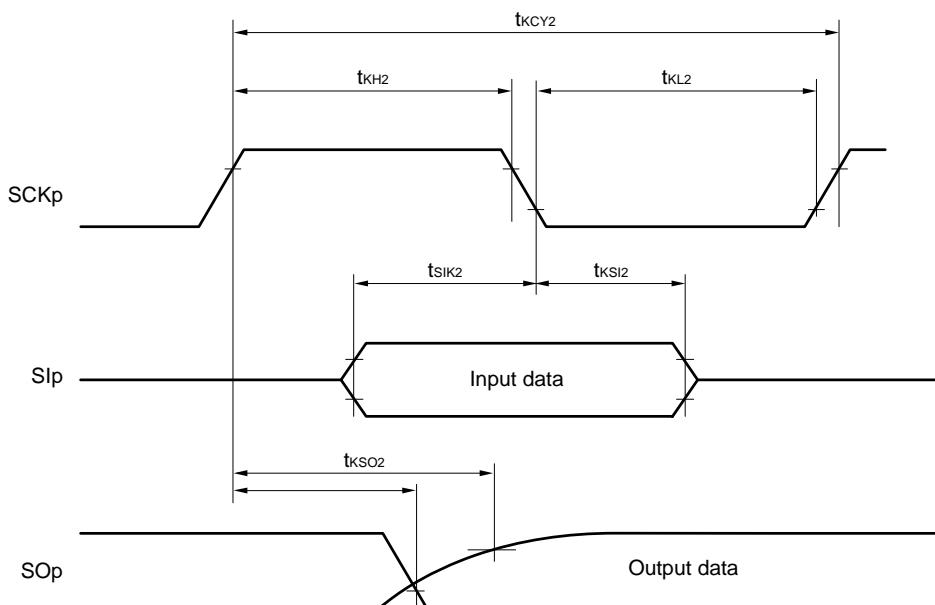 tKCY2
tKH2
tKL2
SCKp
tSIK2
tKSI2
SIp
Input data
tKSO2
SOp
Output data